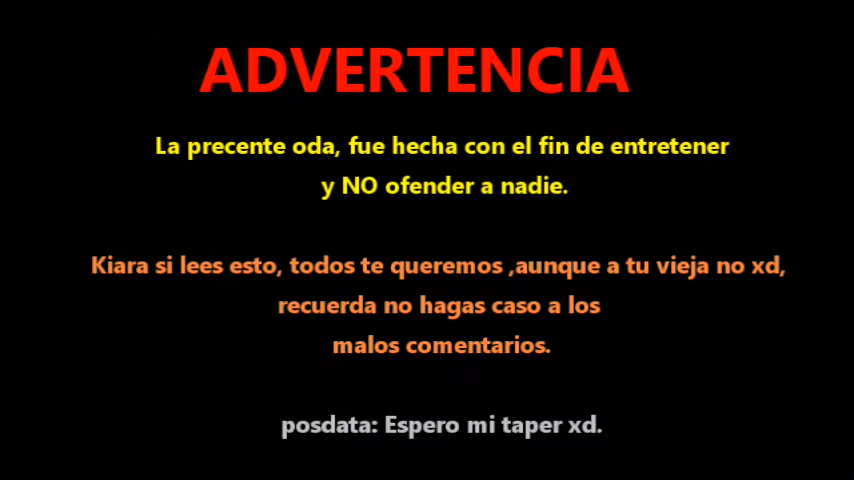 ADVERTENCIA
La precente oda, fue hecha con el fin de entretener
y NO ofender a nadie.
Kiara si lees esto, todos te queremos ,aunque a tu vieja no xd,
recuerda no hagas caso a los
malos comentarios.
posdata: Espero mi taper xd.